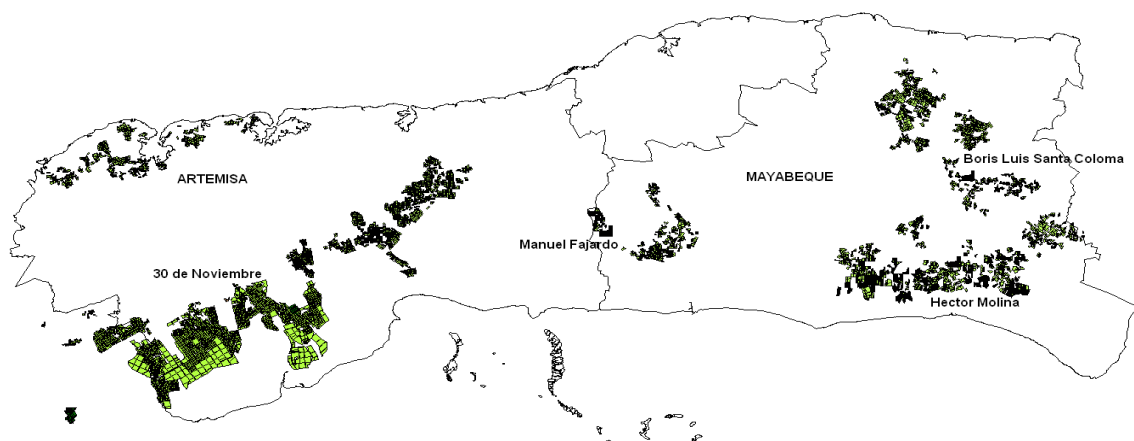 Boris Luis Santa Coloma
ARTEMISA
MAYABEQUE
Manuel Fajardo
30 de Noviembre
Hector Molina